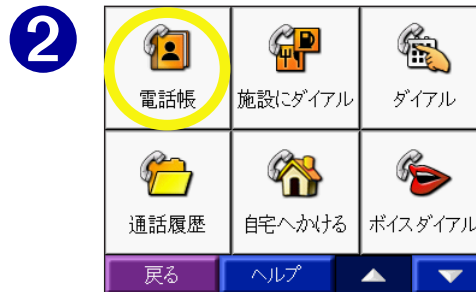 2
電話帳
施設にダイアル
ダイアル
通話履歴
自宅へかける
ボイスダイアル
戻る
ヘルプ